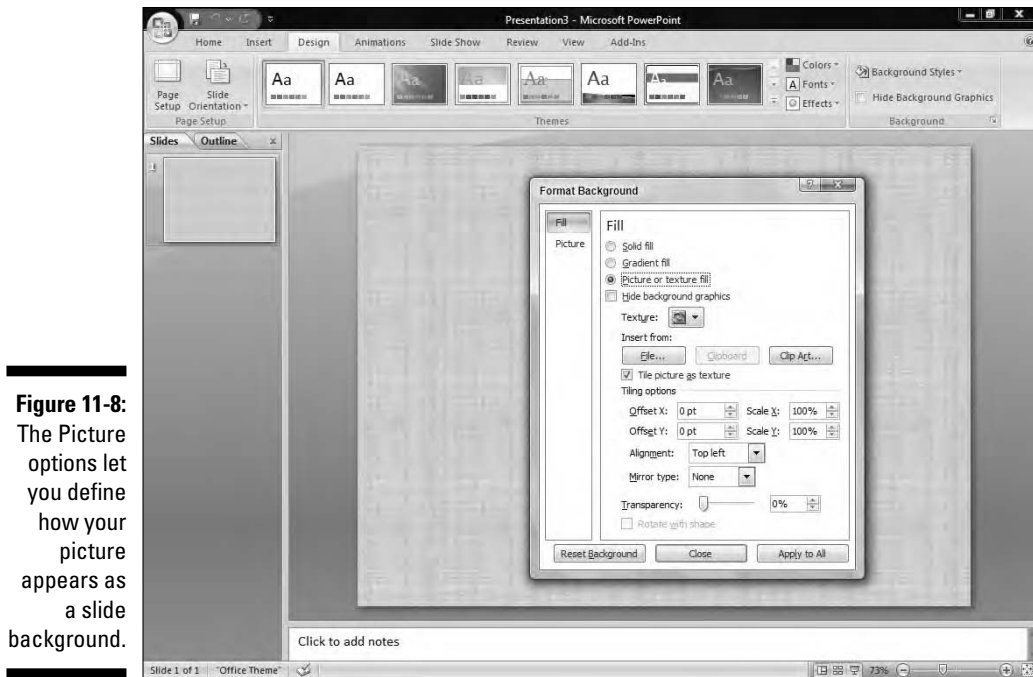 Presentation3 - Microsoft PowerPoint
Home Insert Design Animations Slide Show Review View Add-Ins
Page Setup
Slide Orientation
Page Setup
Aa Aa Aa Aa Aa Aa Aa Aa
Themes
Colors
Fonts
Effects
Background Styles
Hide Background Graphics
Background
Slides Outline
1
Format Background
Fill
Picture
Fill
Solid fill
Gradient fill
Picture or texture fill
Hide background graphics
Texture:
Insert from:
File... Clipboard Clip Art...
Tile picture as texture
Tiling options
Offset X: 0 pt Scale X: 100%
Offset Y: 0 pt Scale Y: 100%
Alignment: Top left
Mirror type: None
Transparency: 0%
Rotate with shape
Reset Background Close Apply to All
Click to add notes
Slide 1 of 1 "Office Theme" 73%
Figure 11-8:
The Picture
options let
you define
how your
picture
appears as
a slide
background.